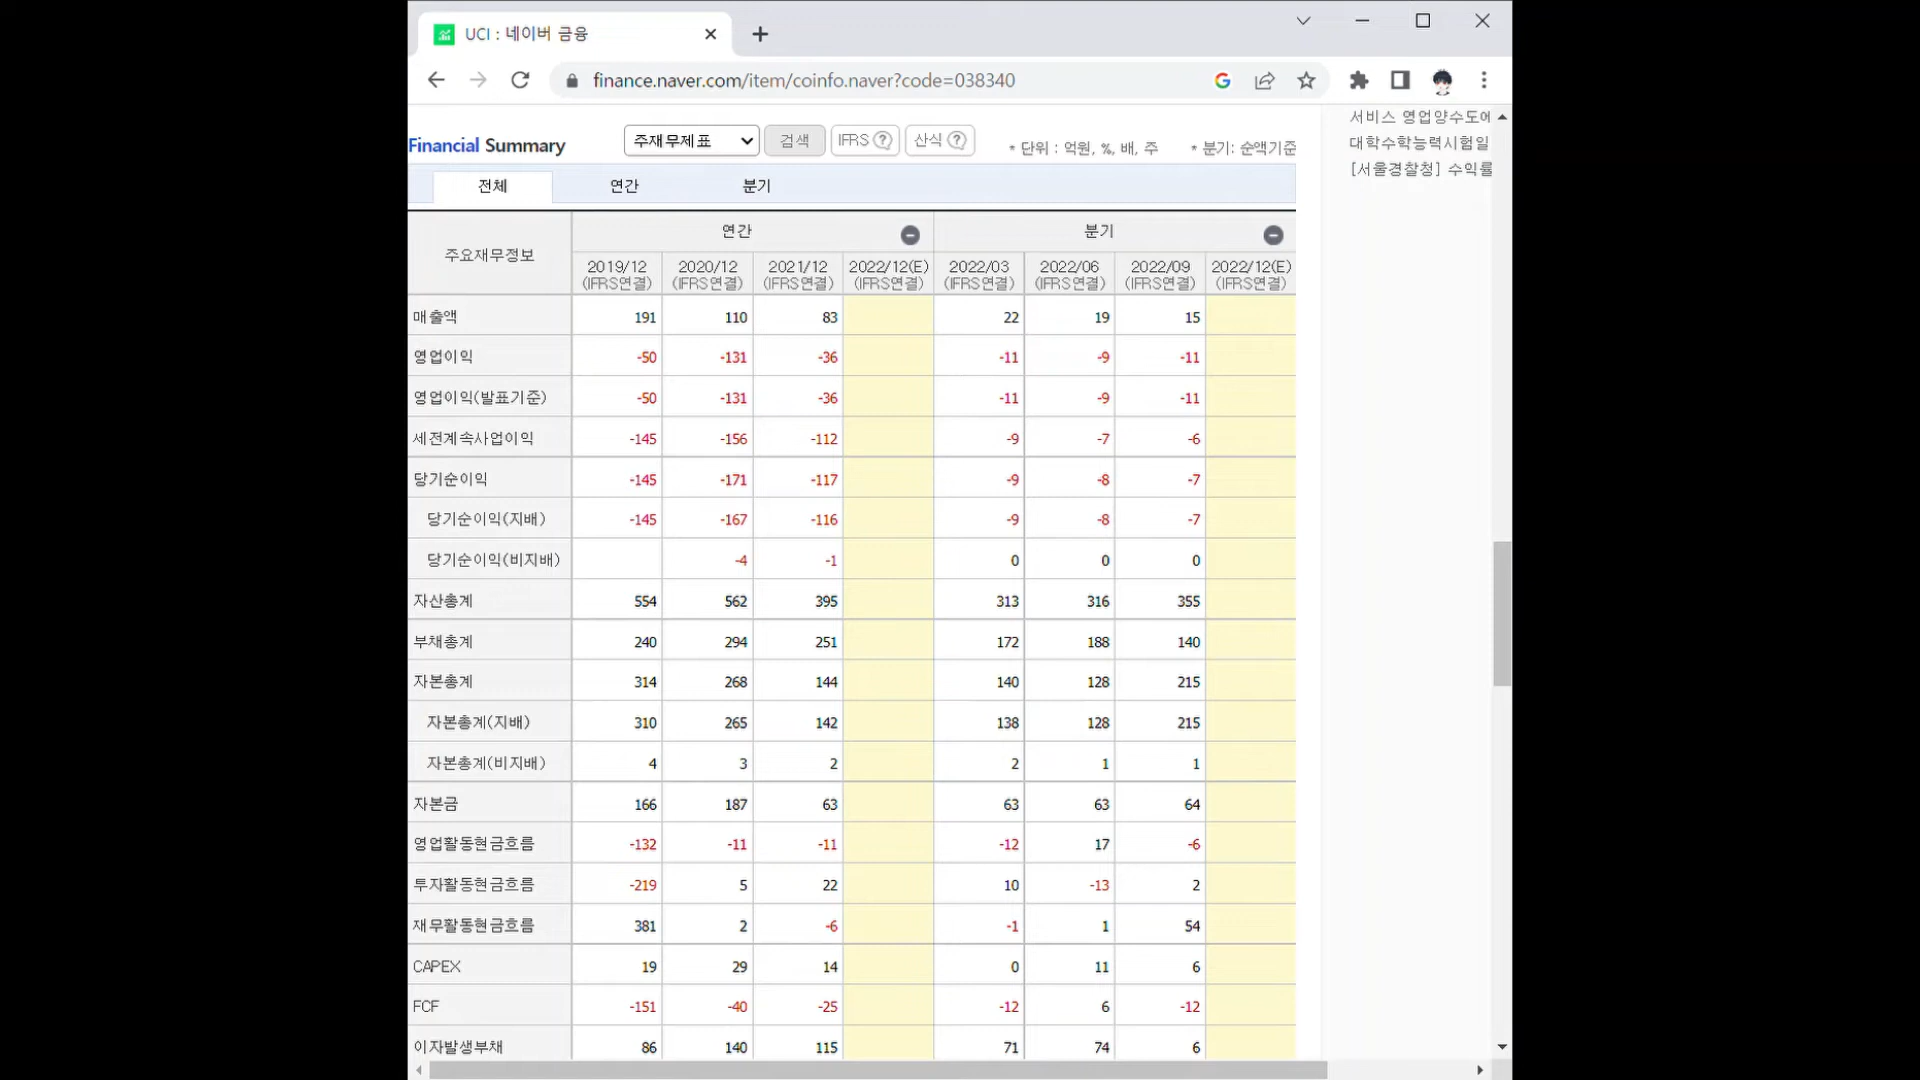 UCI : 네이버 금융
finance.naver.com/item/coinfo.naver?code=038340
서비스 영업양수도에
대학수학능력시험일
[서울경찰청] 수익률
Financial Summary 주재무제표 검색 IFRS ? 산식 ? * 단위 : 억원, %, 배, 주 * 분기: 순액기준
전체 연간 분기
주요재무정보 연간 분기
2019/12 2020/12 2021/12 2022/12(E) 2022/03 2022/06 2022/09 2022/12(E)
(IFRS연결) (IFRS연결) (IFRS연결) (IFRS연결) (IFRS연결) (IFRS연결) (IFRS연결) (IFRS연결)
매출액 191 110 83 22 19 15
영업이익 -50 -131 -36 -11 -9 -11
영업이익(발표기준) -50 -131 -36 -11 -9 -11
세전계속사업이익 -145 -156 -112 -9 -7 -6
당기순이익 -145 -171 -117 -9 -8 -7
당기순이익(지배) -145 -167 -116 -9 -8 -7
당기순이익(비지배) -4 -1 0 0 0
자산총계 554 562 395 313 316 355
부채총계 240 294 251 172 188 140
자본총계 314 268 144 140 128 215
자본총계(지배) 310 265 142 138 128 215
자본총계(비지배) 4 3 2 2 1 1
자본금 166 187 63 63 63 64
영업활동현금흐름 -132 -11 -11 -12 17 -6
투자활동현금흐름 -219 5 22 10 -13 2
재무활동현금흐름 381 2 -6 -1 1 54
CAPEX 19 29 14 0 11 6
FCF -151 -40 -25 -12 6 -12
이자발생부채 86 140 115 71 74 6